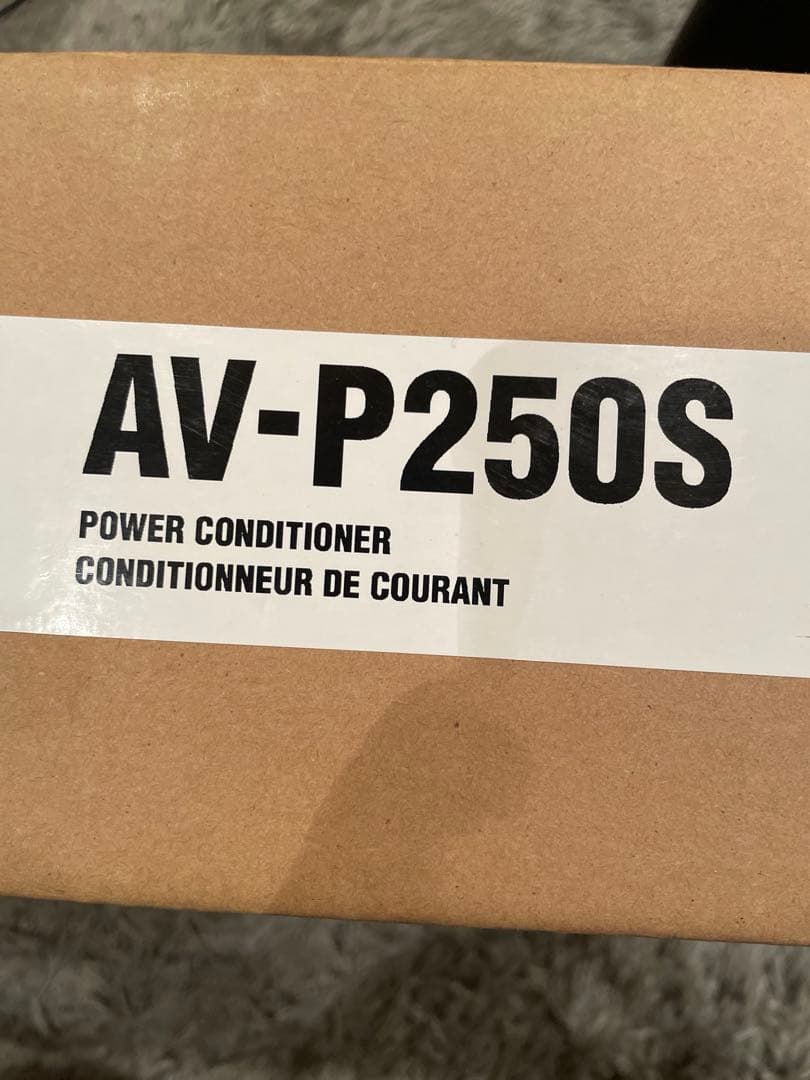 AV-P250S
POWER CONDITIONER
CONDITIONNEUR DE COURANT